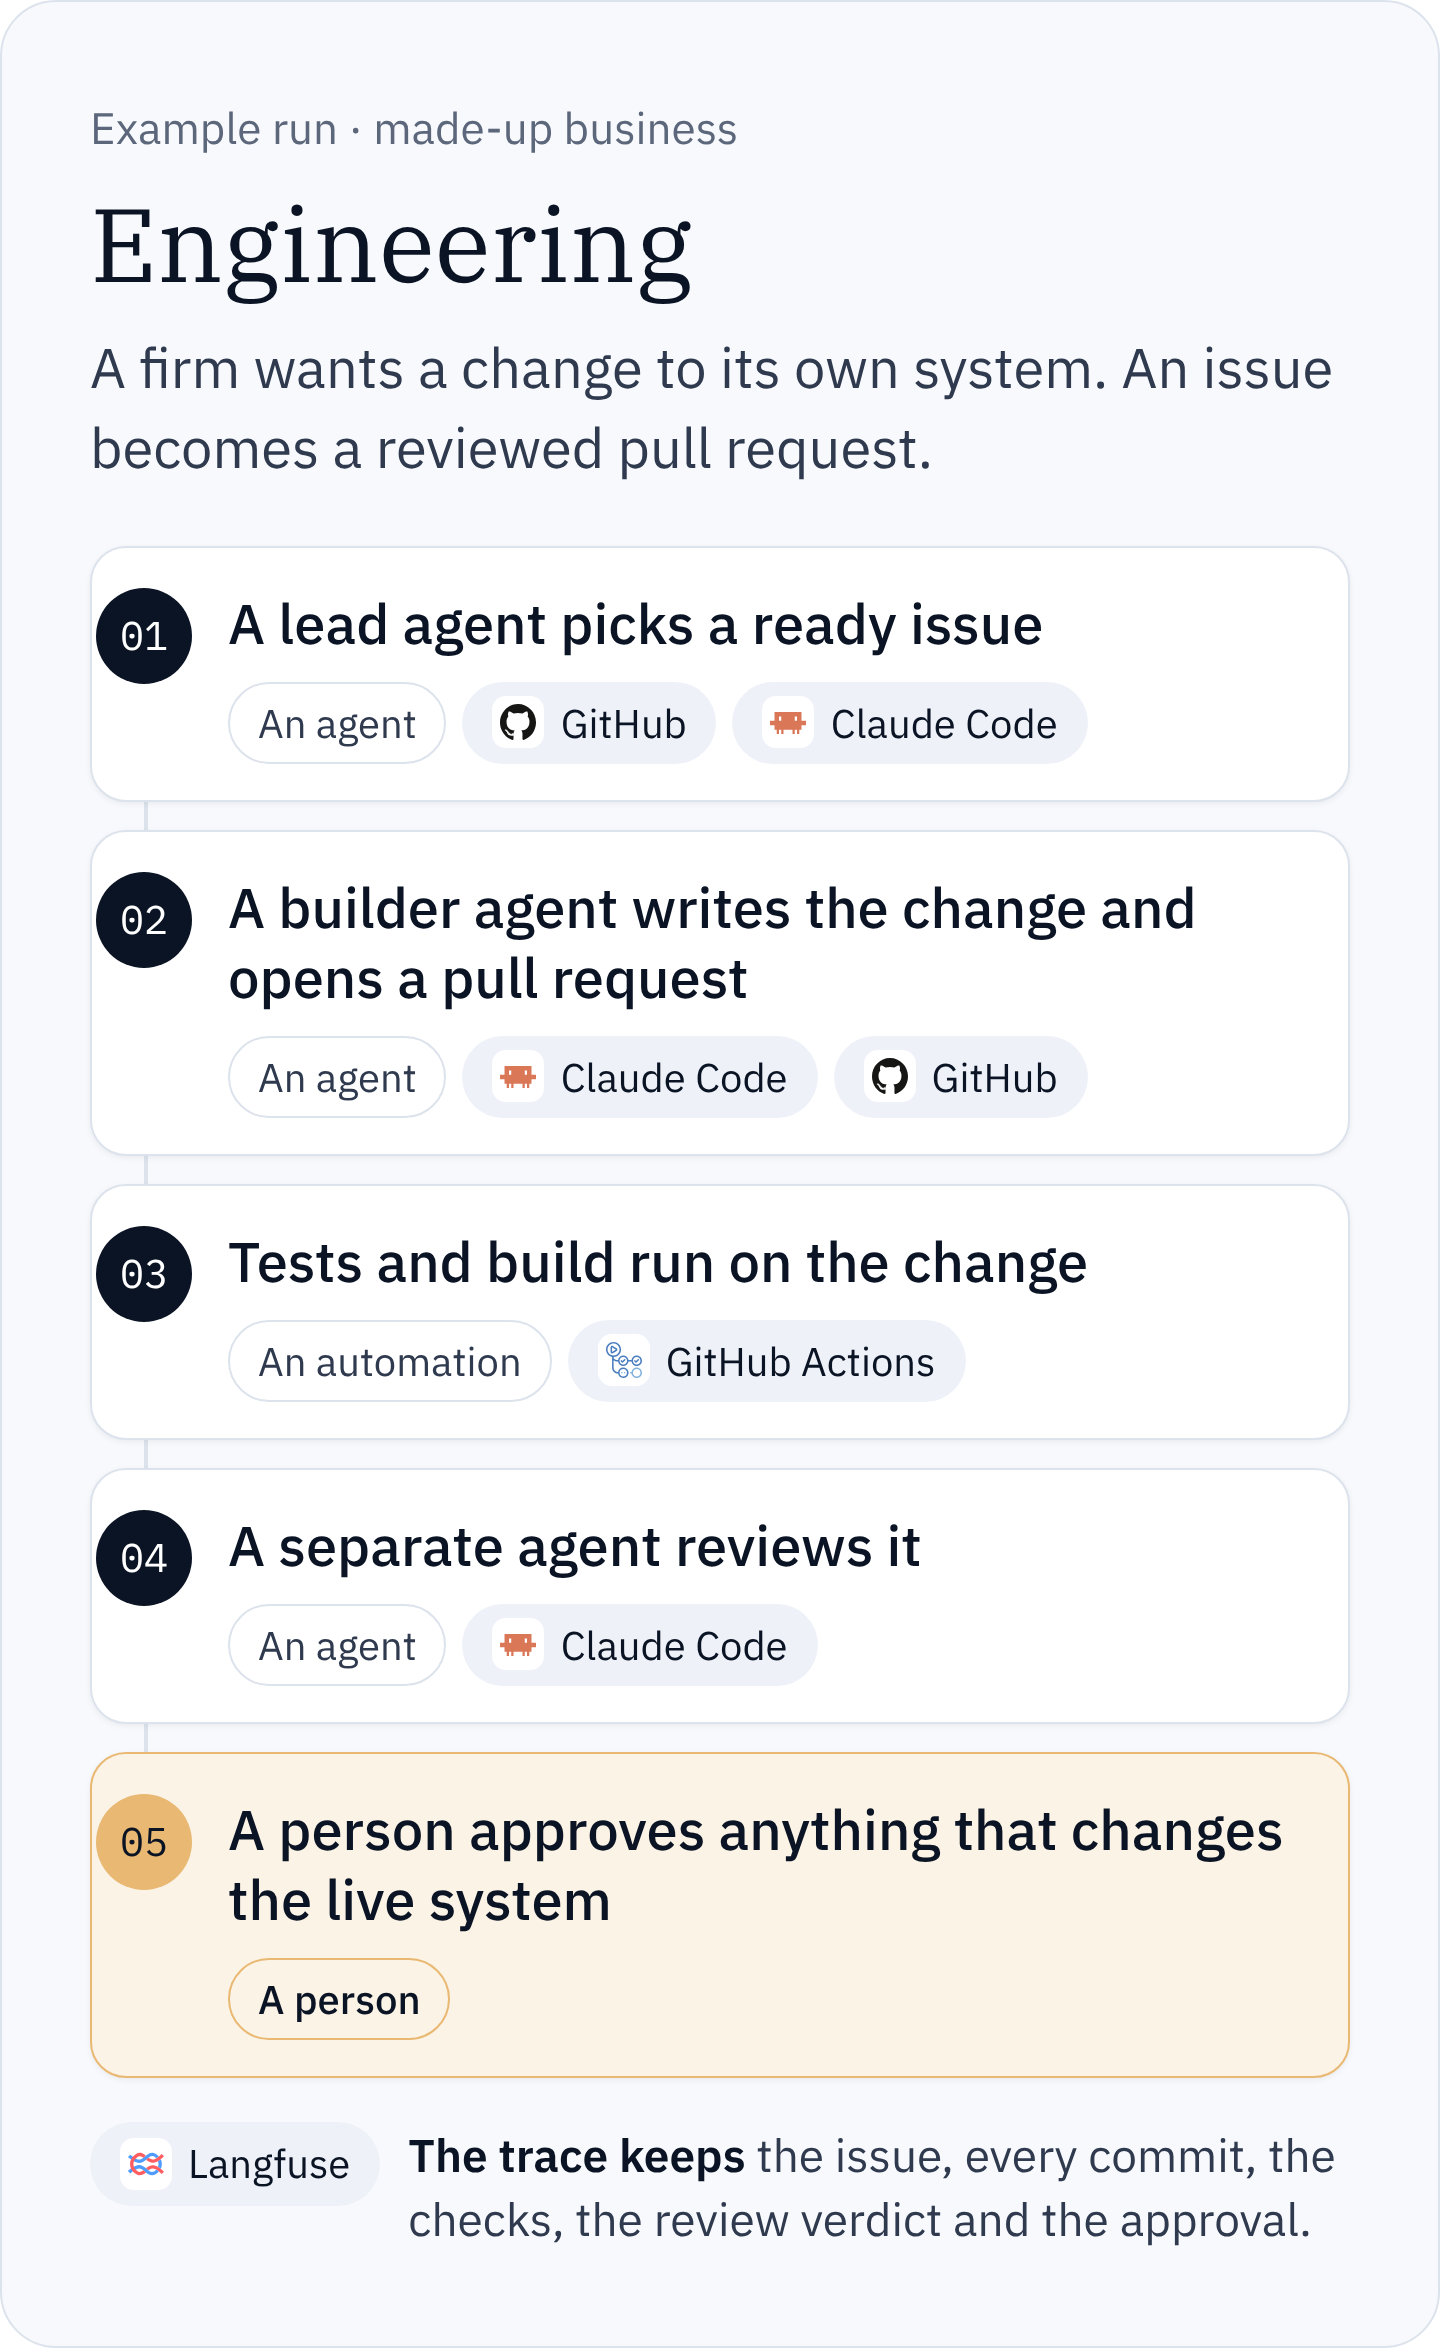 Example run · made-up business
Engineering
A firm wants a change to its own system. An issue
becomes a reviewed pull request.
01
A lead agent picks a ready issue
An agent
GitHub
Claude Code
02
A builder agent writes the change and
opens a pull request
An agent
Claude Code
GitHub
03
Tests and build run on the change
An automation
GitHub Actions
04
A separate agent reviews it
An agent
Claude Code
05
A person approves anything that changes
the live system
A person
Langfuse
The trace keeps the issue, every commit, the
checks, the review verdict and the approval.